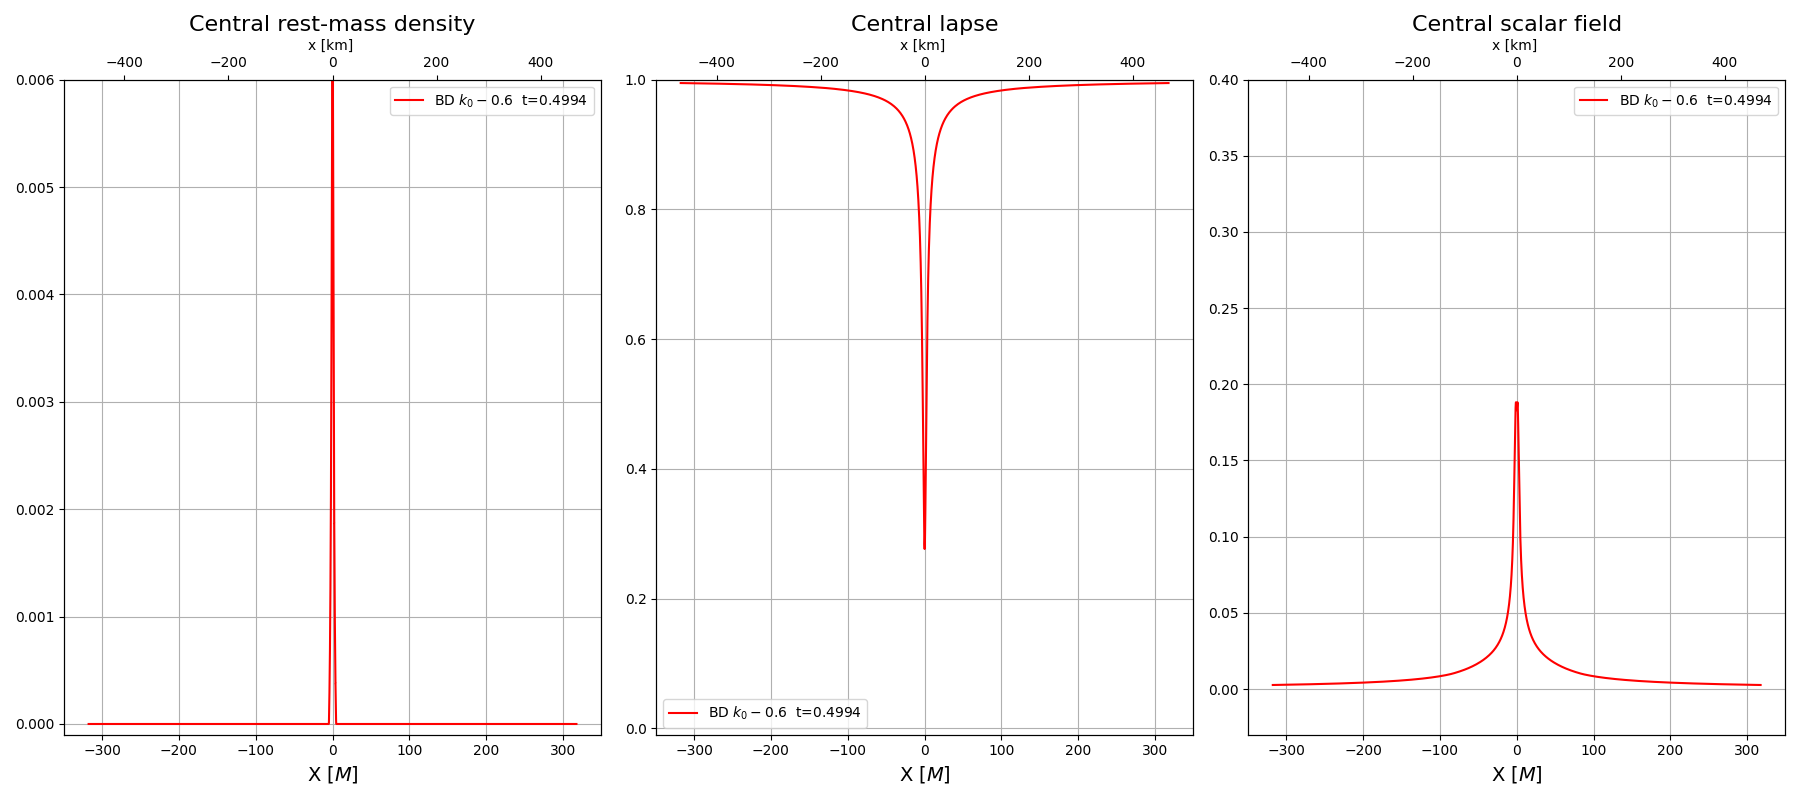 Central rest-mass density
x [km]
−400 −200 0 200 400
0.006
0.005
0.004
0.003
0.002
0.001
0.000
BD k₀ − 0.6 t=0.4994
−300 −200 −100 0 100 200 300
X [M]
Central lapse
x [km]
−400 −200 0 200 400
1.0
0.8
0.6
0.4
0.2
0.0
BD k₀ − 0.6 t=0.4994
−300 −200 −100 0 100 200 300
X [M]
Central scalar field
x [km]
−400 −200 0 200 400
0.40
0.35
0.30
0.25
0.20
0.15
0.10
0.05
0.00
BD k₀ − 0.6 t=0.4994
−300 −200 −100 0 100 200 300
X [M]